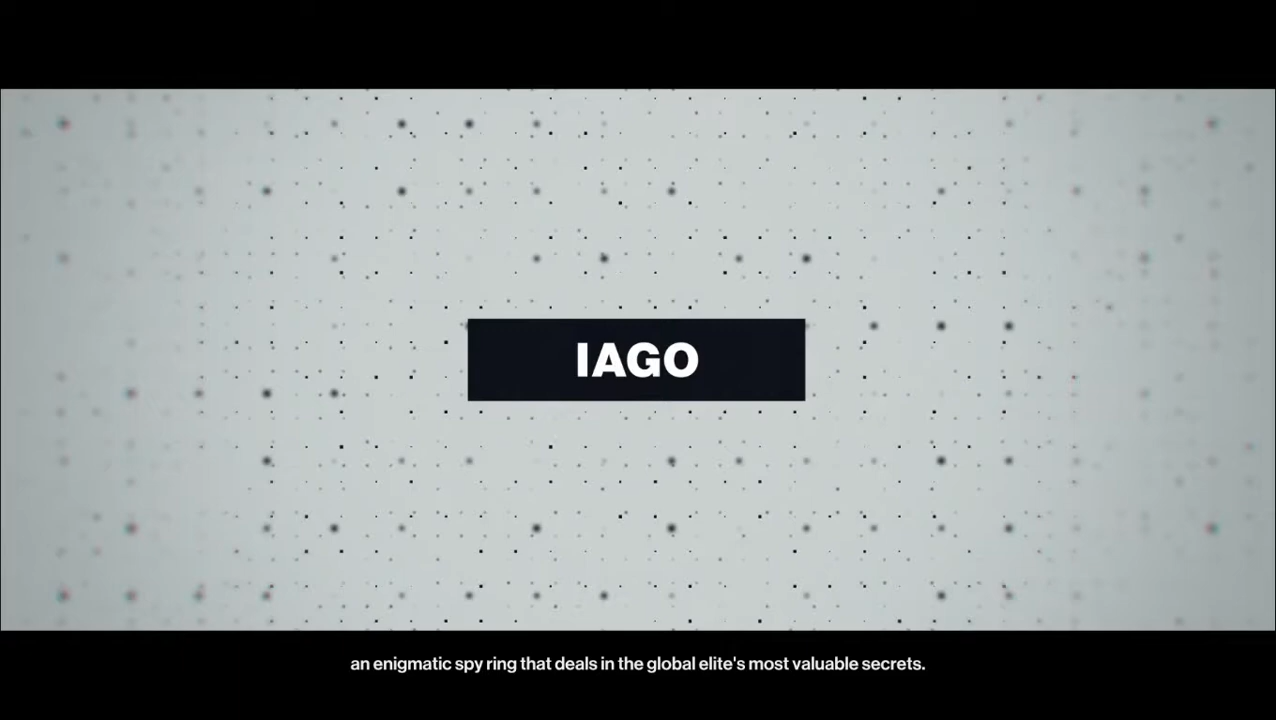 IAGO
an enigmatic spy ring that deals in the global elite's most valuable secrets.